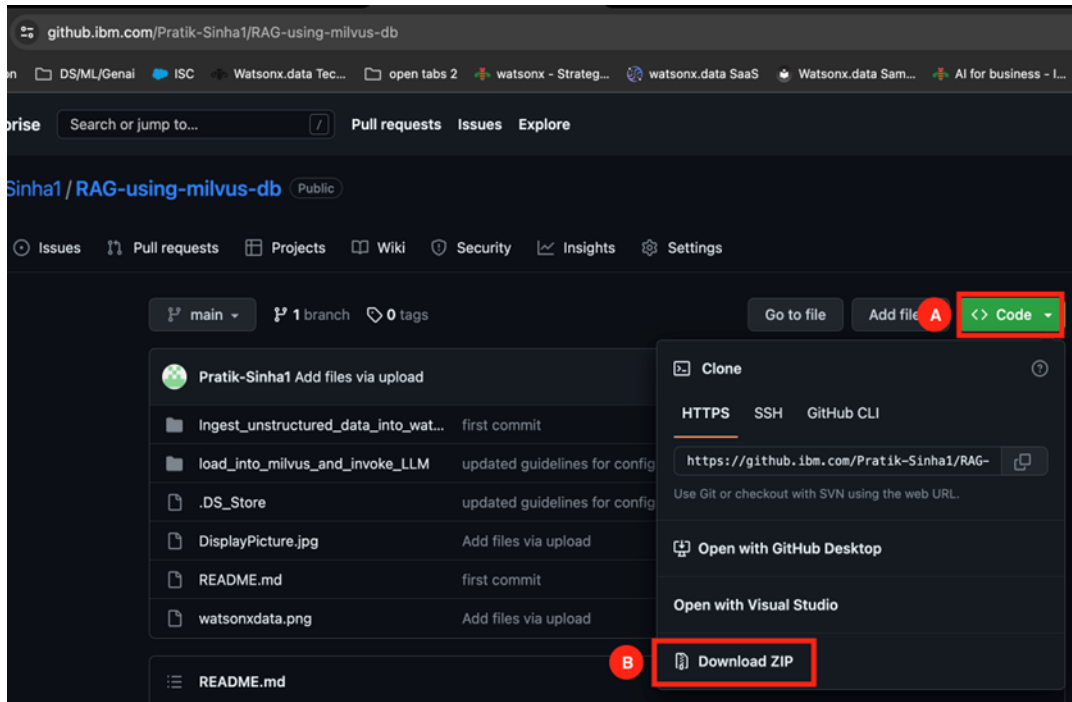 github.ibm.com/Pratik-Sinha1/RAG-using-milvus-db
on DS/ML/Genai ISC Watsonx.data Tec... open tabs 2 watsonx - Strateg... watsonx.data SaaS Watsonx.data Sam... AI for business - I...
prise Search or jump to... / Pull requests Issues Explore
Sinha1 / RAG-using-milvus-db Public
Issues Pull requests Projects Wiki Security Insights Settings
main 1 branch 0 tags Go to file Add file A <> Code
Pratik-Sinha1 Add files via upload
Ingest_unstructured_data_into_wat... first commit
load_into_milvus_and_invoke_LLM updated guidelines for config
.DS_Store updated guidelines for config
DisplayPicture.jpg Add files via upload
README.md first commit
watsonxdata.png Add files via upload
README.md
Clone ?
HTTPS SSH GitHub CLI
https://github.ibm.com/Pratik-Sinha1/RAG-
Use Git or checkout with SVN using the web URL.
Open with GitHub Desktop
Open with Visual Studio
B Download ZIP